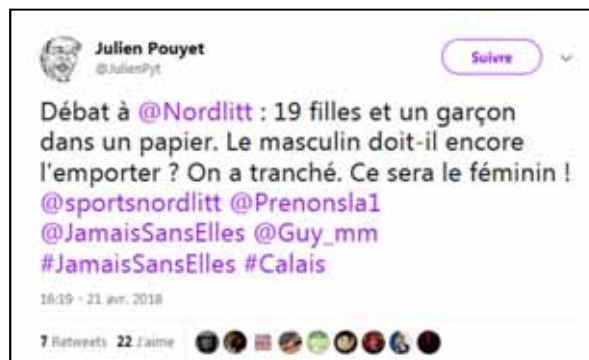 Julien Pouyet
@JulienPyt
Suivre
Débat à @Nordlitt : 19 filles et un garçon
dans un papier. Le masculin doit-il encore
l'emporter ? On a tranché. Ce sera le féminin !
@sportsnordlitt @Prenonsla1
@JamaisSansElles @Guy_mm
#JamaisSansElles #Calais
16:19 - 21 avr. 2018
7 Retweets 22 J'aime